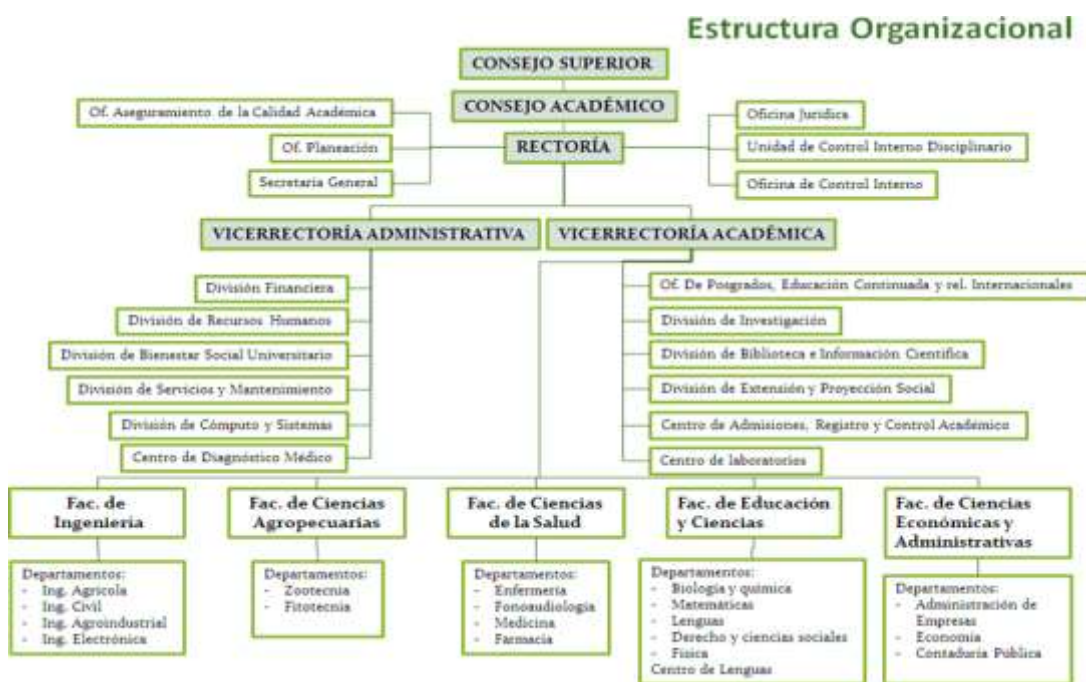 Estructura Organizacional
CONSEJO SUPERIOR
CONSEJO ACADÉMICO
RECTORÍA
Of. Aseguramiento de la Calidad Académica
Of. Planeación
Secretaria General
Oficina Jurídica
Unidad de Control Interno Disciplinario
Oficina de Control Interno
VICERRECTORÍA ADMINISTRATIVA
División Financiera
División de Recursos Humanos
División de Bienestar Social Universitario
División de Servicios y Mantenimiento
División de Cómputo y Sistemas
Centro de Diagnóstico Médico
VICERRECTORÍA ACADÉMICA
Of. De Posgrados, Educación Continuada y rel. Internacionales
División de Investigación
División de Biblioteca e Información Científica
División de Extensión y Proyección Social
Centro de Admisiones, Registro y Control Académico
Centro de laboratorios
Fac. de
Ingeniería
Departamentos:
- Ing. Agrícola
- Ing. Civil
- Ing. Agroindustrial
- Ing. Electrónica
Fac. de Ciencias
Agropecuarias
Departamentos:
- Zootecnia
- Fitotecnia
Fac. de Ciencias
de la Salud
Departamentos:
- Enfermería
- Fonoaudiología
- Medicina
- Farmacia
Fac. de Educación
y Ciencias
Departamentos:
- Biología y química
- Matemáticas
- Lenguas
- Derecho y ciencias sociales
- Física
Centro de Lenguas
Fac. de Ciencias
Económicas y
Administrativas
Departamentos:
- Administración de
Empresas
- Economía
- Contaduría Pública